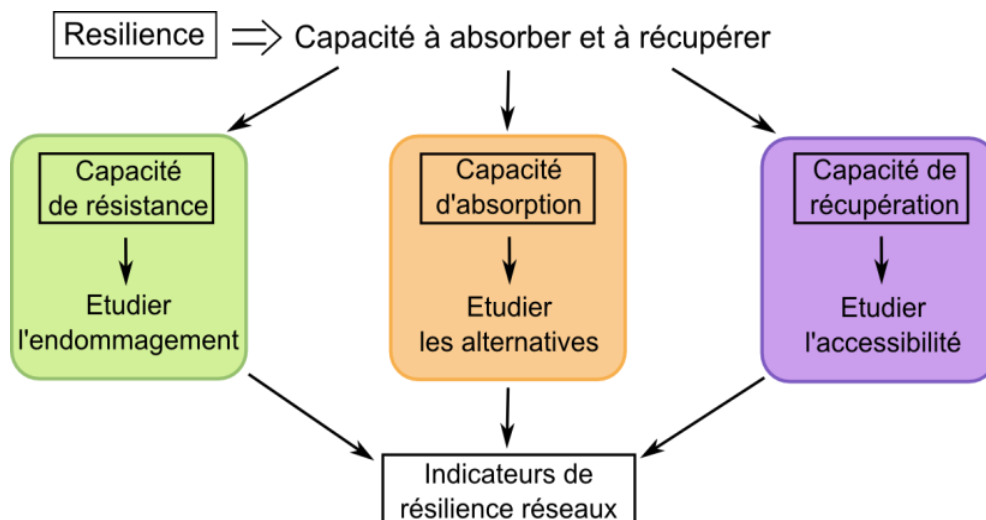 Resilience
Capacité à absorber et à récupérer
Capacité
de résistance
Etudier
l'endommagement
Capacité
d'absorption
Etudier
les alternatives
Capacité de
récupération
Etudier
l'accessibilité
Indicateurs de
résilience réseaux